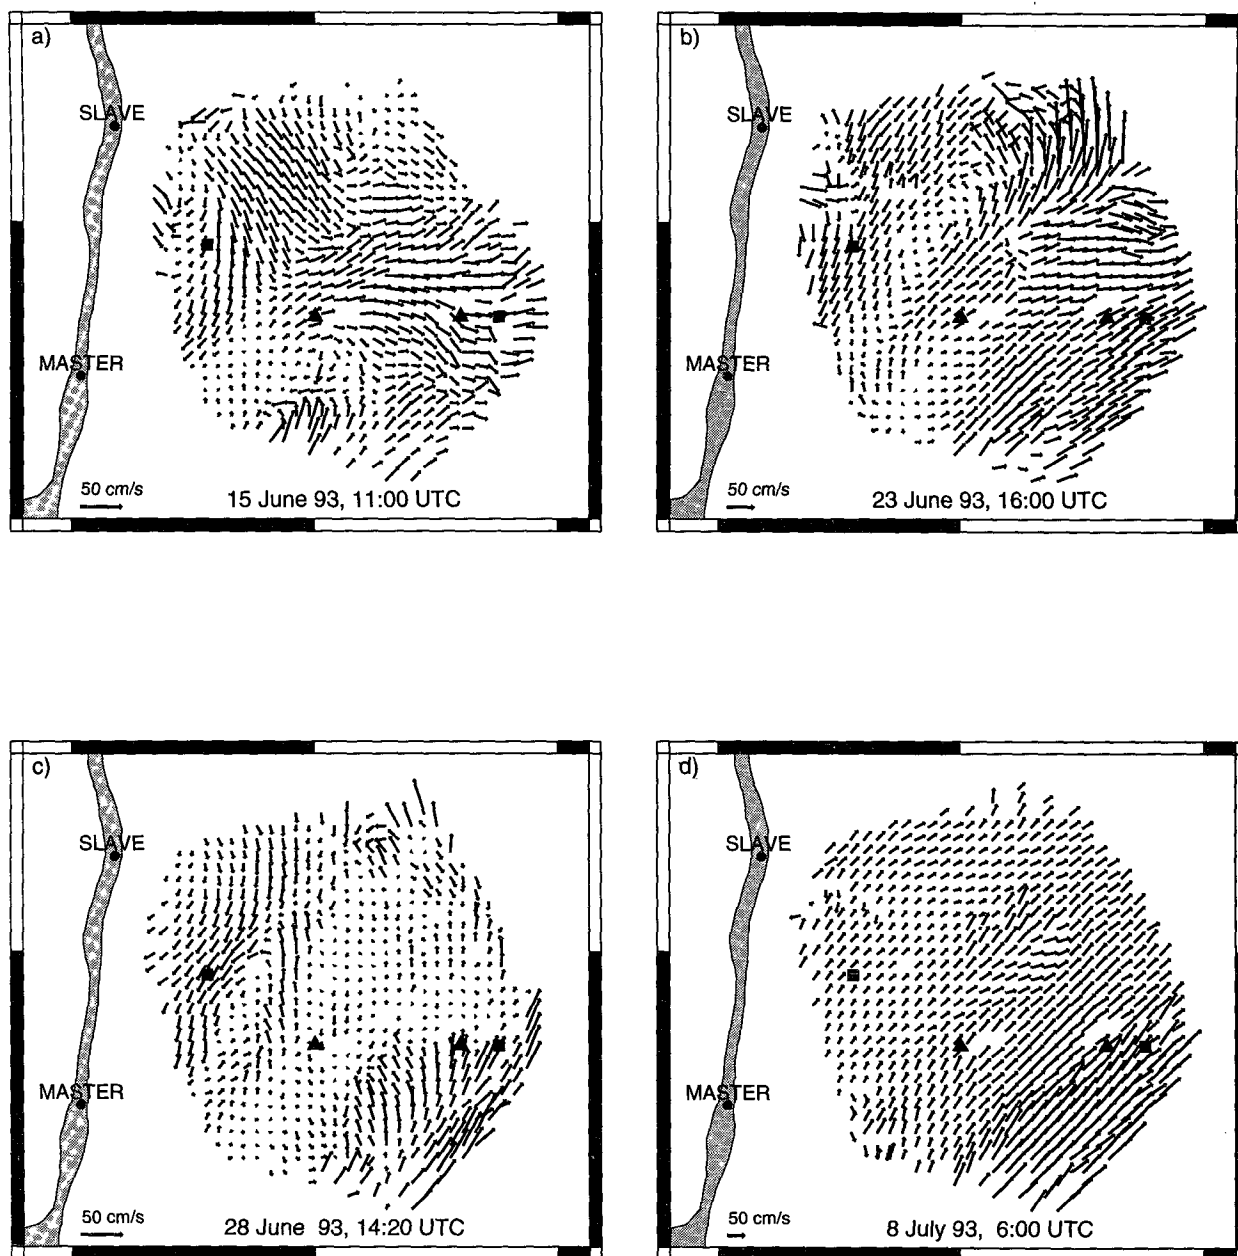 a)
SLAVE
MASTER
50 cm/s
15 June 93, 11:00 UTC
b)
SLAVE
MASTER
50 cm/s
23 June 93, 16:00 UTC
c)
SLAVE
MASTER
50 cm/s
28 June 93, 14:20 UTC
d)
SLAVE
MASTER
50 cm/s
8 July 93, 6:00 UTC